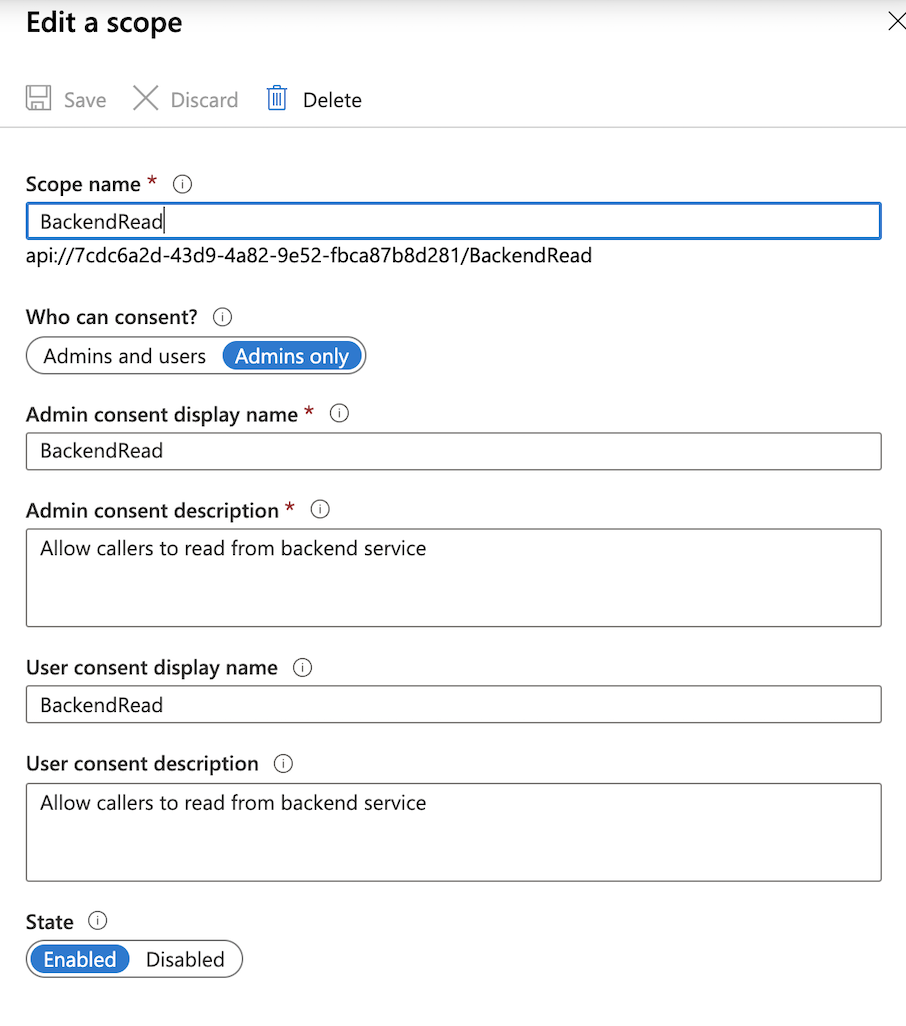 Edit a scope
Save Discard Delete
Scope name *
BackendRead
api://7cdc6a2d-43d9-4a82-9e52-fbca87b8d281/BackendRead
Who can consent?
Admins and users Admins only
Admin consent display name *
BackendRead
Admin consent description *
Allow callers to read from backend service
User consent display name
BackendRead
User consent description
Allow callers to read from backend service
State
Enabled Disabled